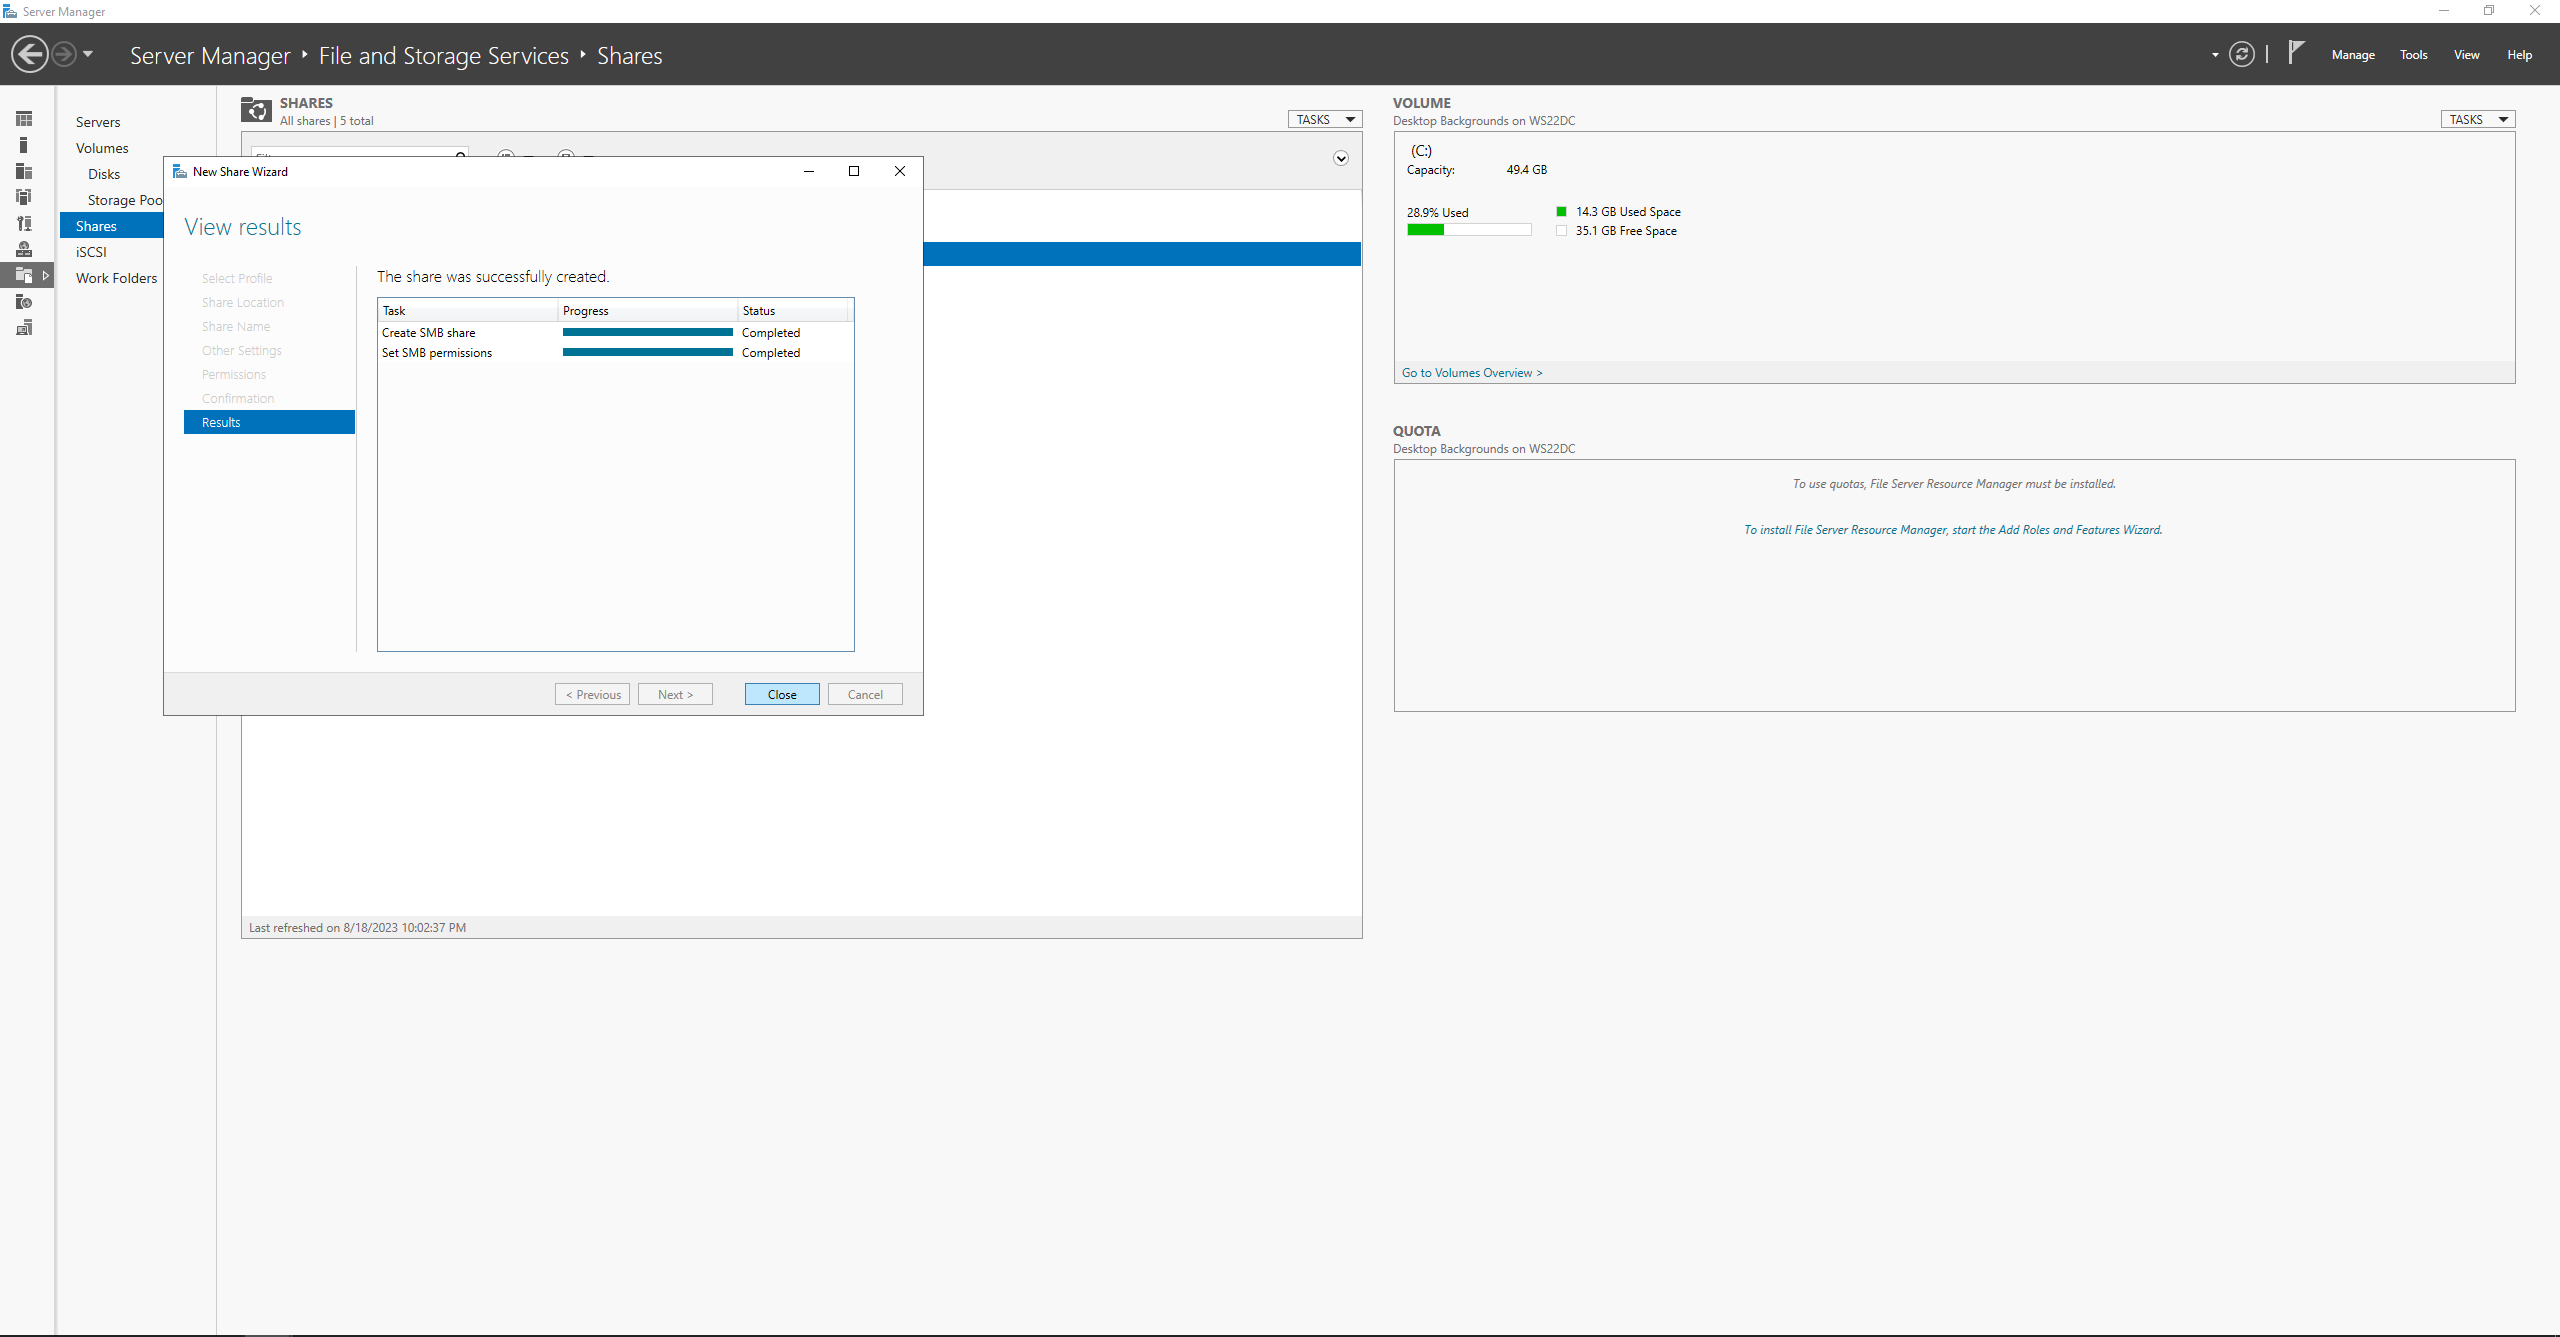 Server Manager
Server Manager ‣ File and Storage Services ‣ Shares
Manage Tools View Help
Servers
Volumes
Disks
Storage Poo
Shares
iSCSI
Work Folders
SHARES
All shares | 5 total
TASKS
New Share Wizard
View results
Select Profile
Share Location
Share Name
Other Settings
Permissions
Confirmation
Results
The share was successfully created.
Task Progress Status
Create SMB share Completed
Set SMB permissions Completed
< Previous Next > Close Cancel
Last refreshed on 8/18/2023 10:02:37 PM
VOLUME
Desktop Backgrounds on WS22DC
TASKS
(C:)
Capacity: 49.4 GB
28.9% Used
14.3 GB Used Space
35.1 GB Free Space
Go to Volumes Overview >
QUOTA
Desktop Backgrounds on WS22DC
To use quotas, File Server Resource Manager must be installed.
To install File Server Resource Manager, start the Add Roles and Features Wizard.